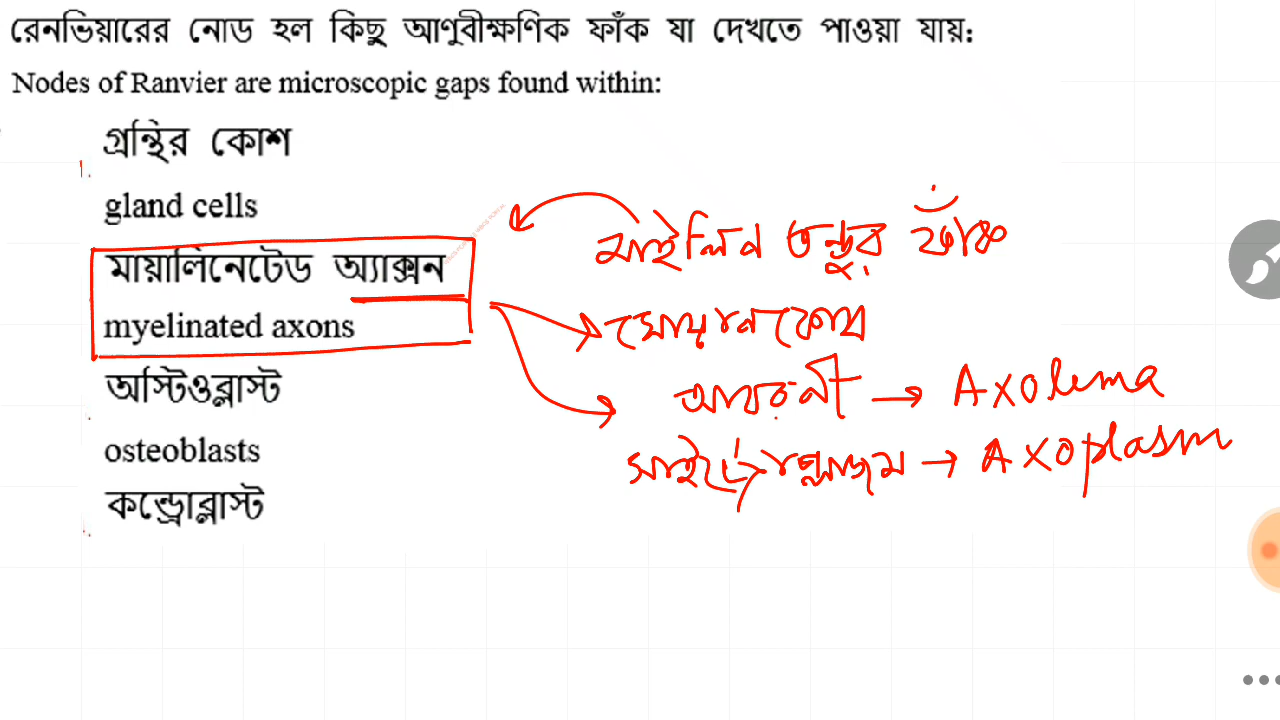 রেনভিয়ারের নোড হল কিছু আণুবীক্ষণিক ফাঁক যা দেখতে পাওয়া যায়:
Nodes of Ranvier are microscopic gaps found within:
গ্রন্থির কোশ
gland cells
মায়ালিনেটেড অ্যাক্সন
myelinated axons
অস্টিওব্লাস্ট
osteoblasts
কন্ড্রোব্লাস্ট
মাইলিন তন্তুর ফাঁক
সোয়ান কোষ
আবরনী → Axolema
সাইটোপ্লাজম → Axoplasm